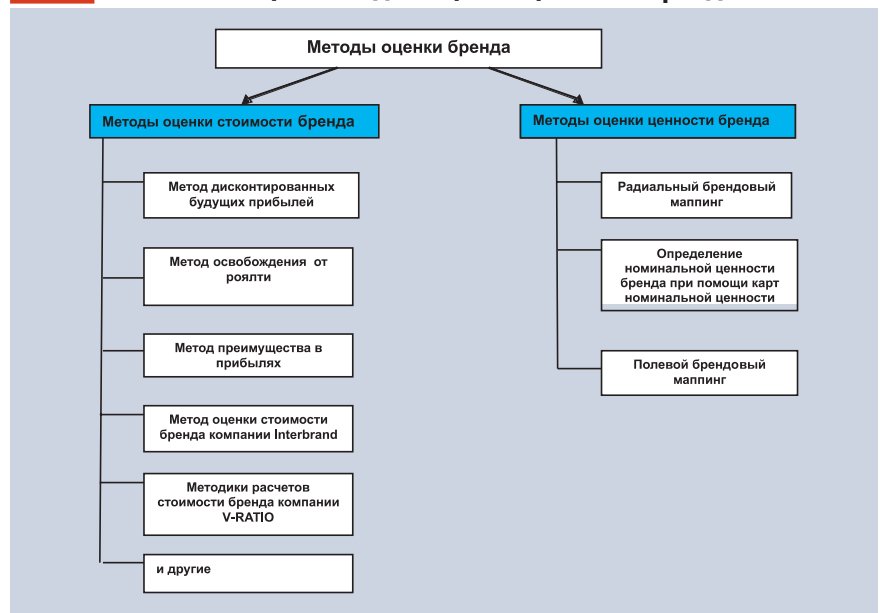 Методы оценки бренда
Методы оценки стоимости бренда
Методы оценки ценности бренда
Метод дисконтированных
будущих прибылей
Метод освобождения от
роялти
Метод преимущества в
прибылях
Метод оценки стоимости
бренда компании Interbrand
Методики расчетов
стоимости бренда компании
V-RATIO
и другие
Радиальный брендовый
маппинг
Определение
номинальной ценности
бренда при помощи карт
номинальной ценности
Полевой брендовый
маппинг